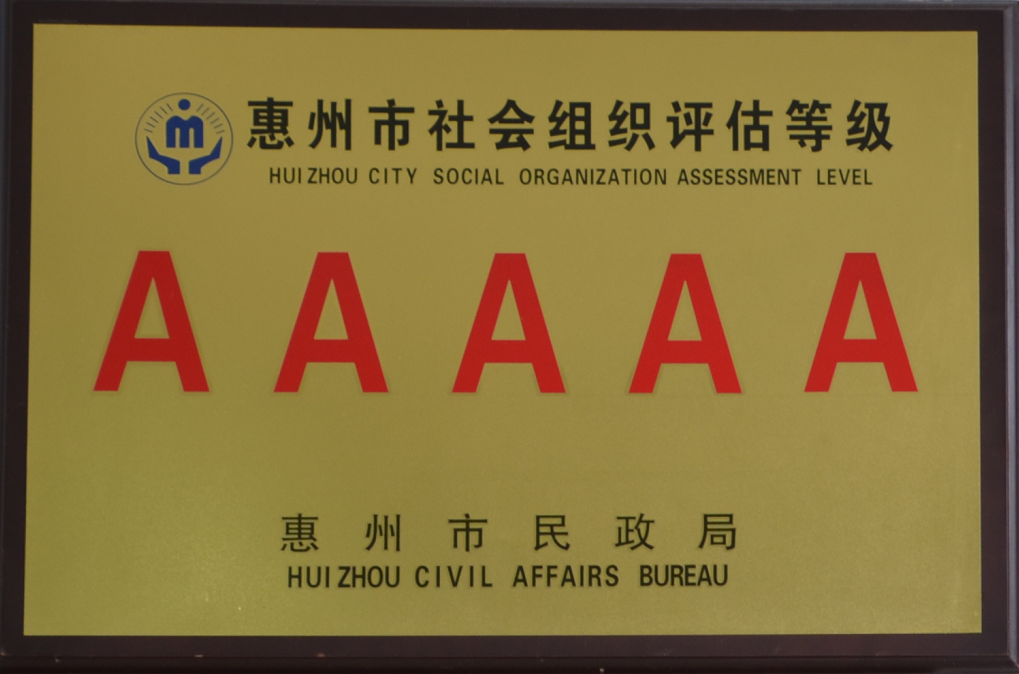 惠州市社会组织评估等级
HUIZHOU CITY SOCIAL ORGANIZATION ASSESSMENT LEVEL
AAAAA
惠州市民政局
HUIZHOU CIVIL AFFAIRS BUREAU